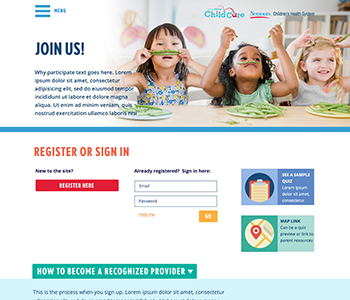 MENU
Child Care
Nemours. Children's Health System
JOIN US!
Why participate text goes here. Lorem
ipsum dolor sit amet, consectetur
adipisicing elit, sed do eiusmod tempor
incididunt ut labore et dolore magna
aliqua. Ut enim ad minim veniam, quis
nostrud exercitation ullamco laboris nisi
REGISTER OR SIGN IN
New to the site?
REGISTER HERE
Already registered? Sign in here:
Email
Password
Help me
GO
SEE A SAMPLE
QUIZ
Lorem ipsum
dolor sit amet,
consectetur
MAP LINK
Can be a quiz
preview or link to
parent resources
HOW TO BECOME A RECOGNIZED PROVIDER
This is the process when you sign up. Lorem ipsum dolor sit amet,